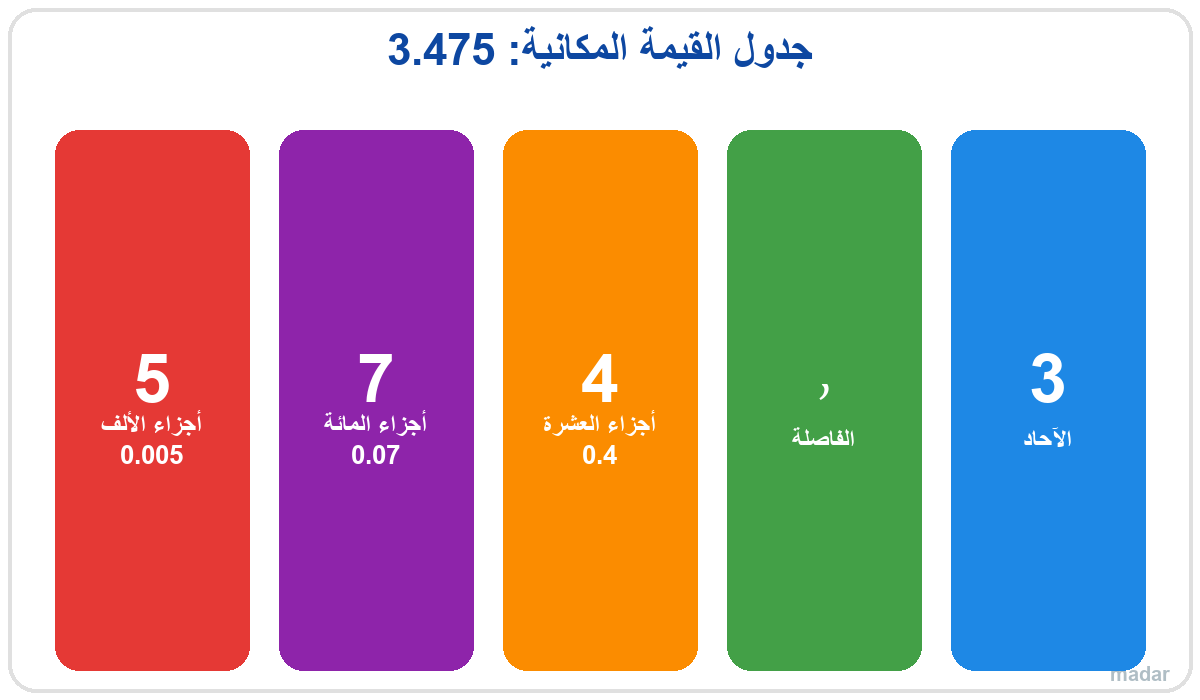 جدول القيمة المكانية: 3.475
3
الآحاد
,
الفاصلة
4
أجزاء العشرة
0.4
7
أجزاء المائة
0.07
5
أجزاء الألف
0.005
madar